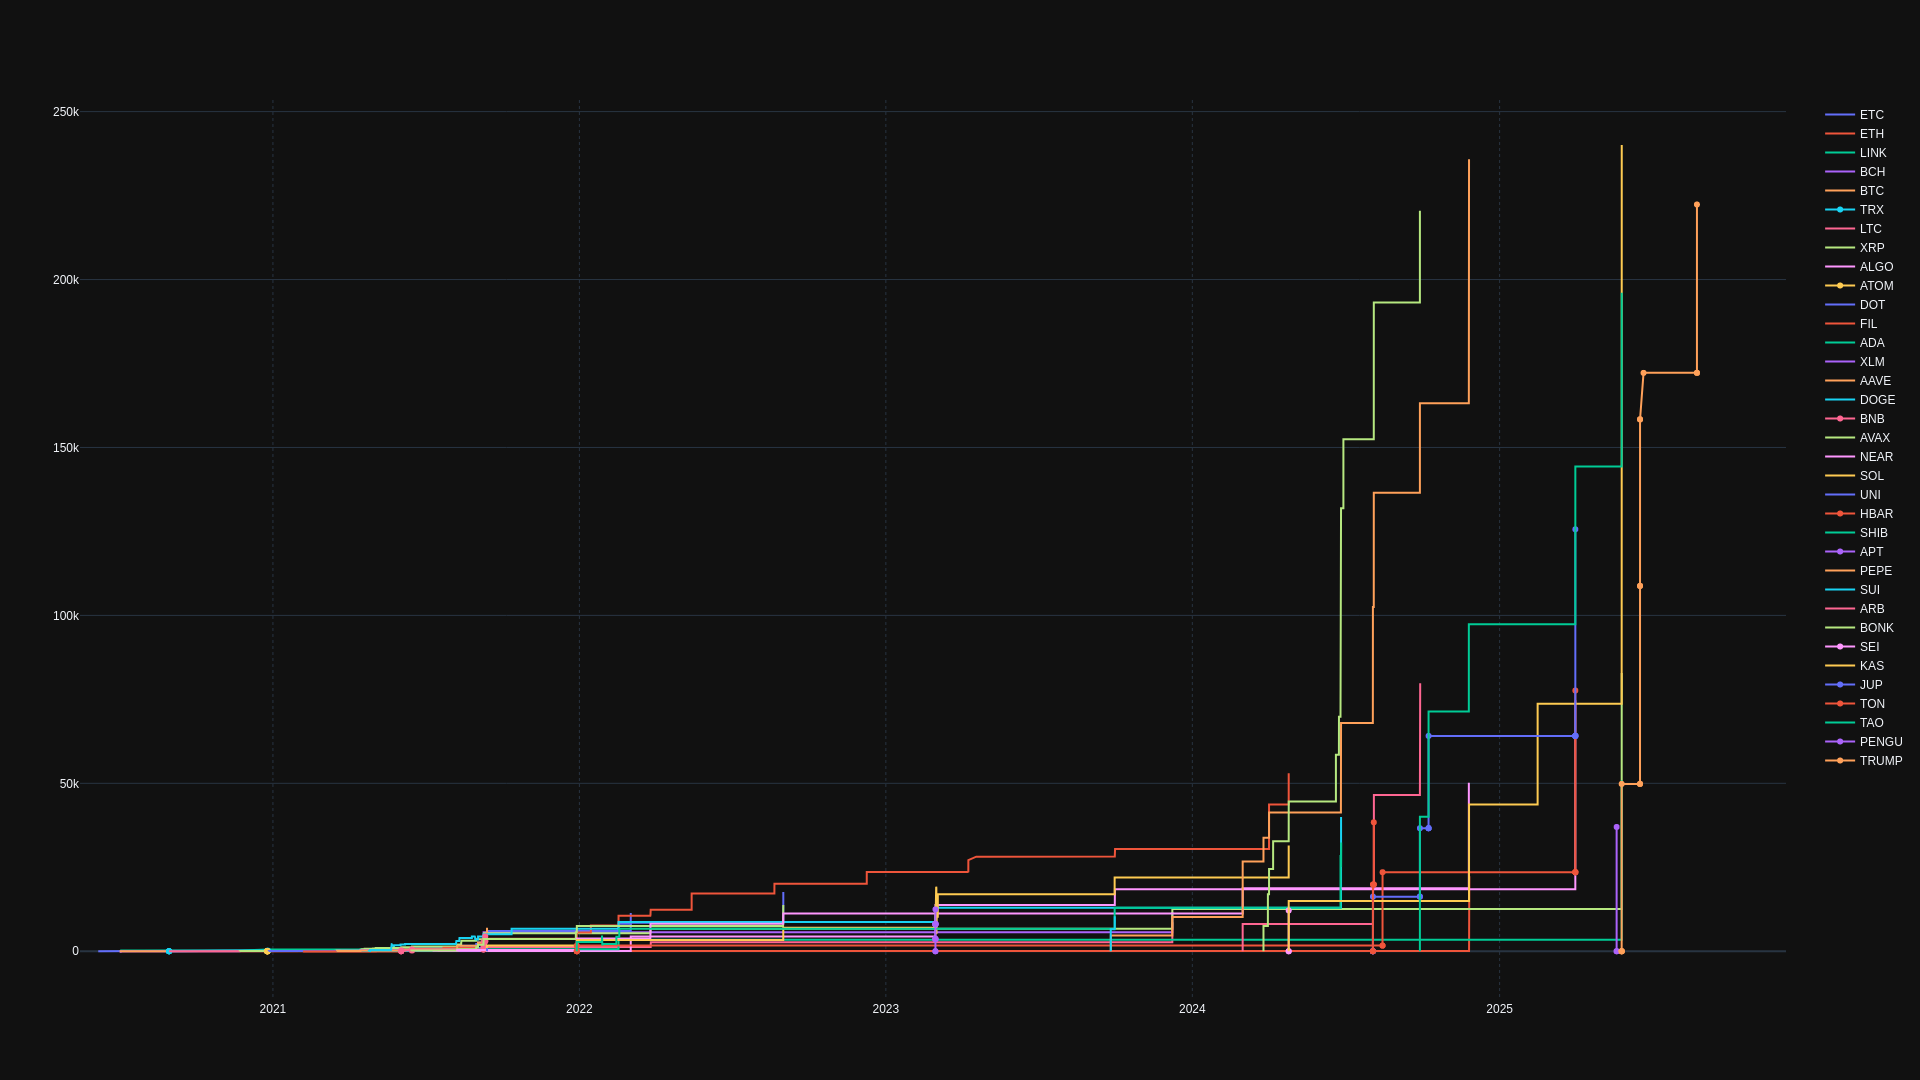 250k
200k
150k
100k
50k
0
2021
2022
2023
2024
2025
ETC
ETH
LINK
BCH
BTC
TRX
LTC
XRP
ALGO
ATOM
DOT
FIL
ADA
XLM
AAVE
DOGE
BNB
AVAX
NEAR
SOL
UNI
HBAR
SHIB
APT
PEPE
SUI
ARB
BONK
SEI
KAS
JUP
TON
TAO
PENGU
TRUMP